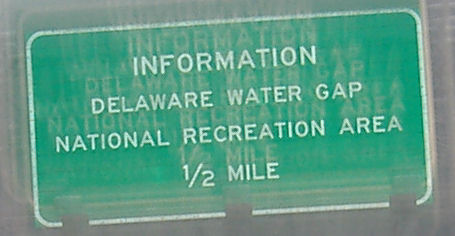 INFORMATION
DELAWARE WATER GAP
NATIONAL RECREATION AREA
1/2 MILE